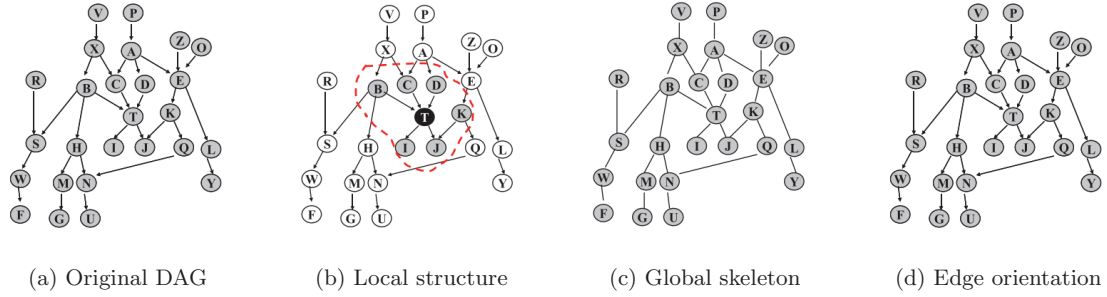 V P
X A Z O
R B C D E
T K
S H I J Q L
W M N Y
F G U
(a) Original DAG
V P
X A Z O
R B C D E
T K
S H I J Q L
W M N Y
F G U
(b) Local structure
V P
X A Z O
R B C D E
T K
S H I J Q L
W M N Y
F G U
(c) Global skeleton
V P
X A Z O
R B C D E
T K
S H I J Q L
W M N Y
F G U
(d) Edge orientation